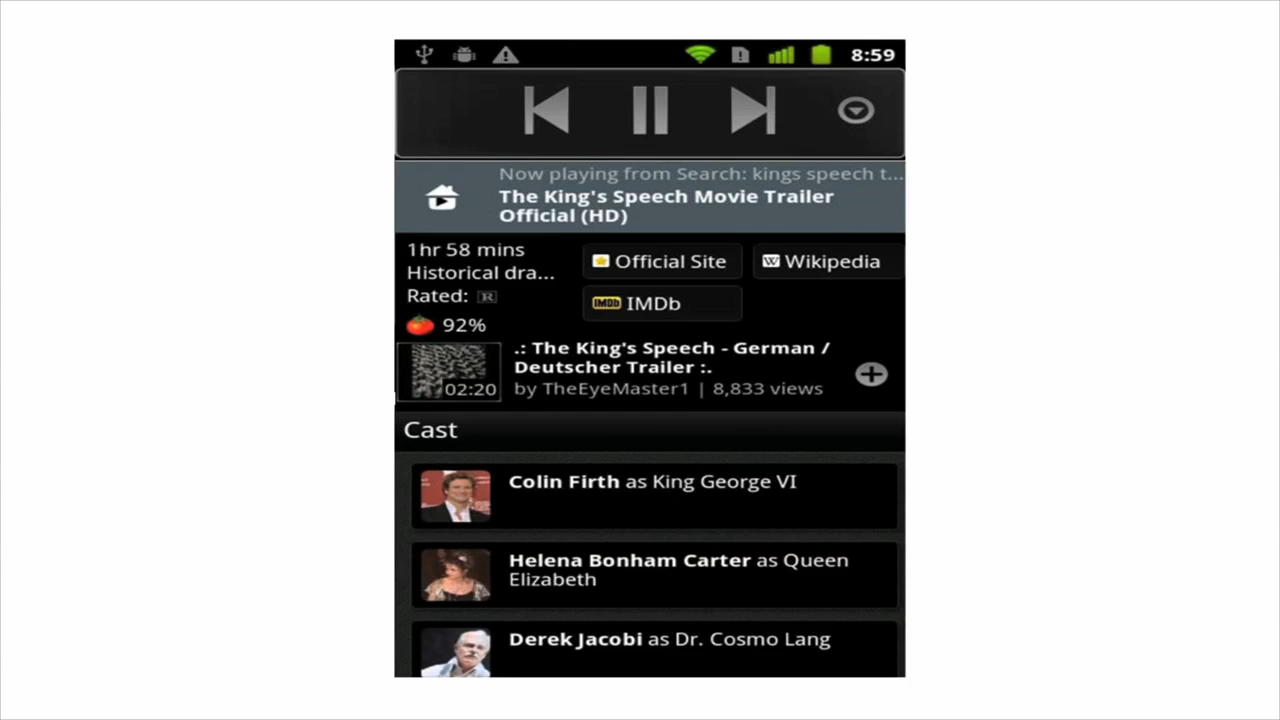 8:59
Now playing from Search: kings speech t...
The King's Speech Movie Trailer
Official (HD)
1hr 58 mins
Historical dra...
Rated: R
92%
Official Site
W Wikipedia
IMDb IMDb
.: The King's Speech - German /
Deutscher Trailer :.
by TheEyeMaster1 | 8,833 views
02:20
Cast
Colin Firth as King George VI
Helena Bonham Carter as Queen
Elizabeth
Derek Jacobi as Dr. Cosmo Lang